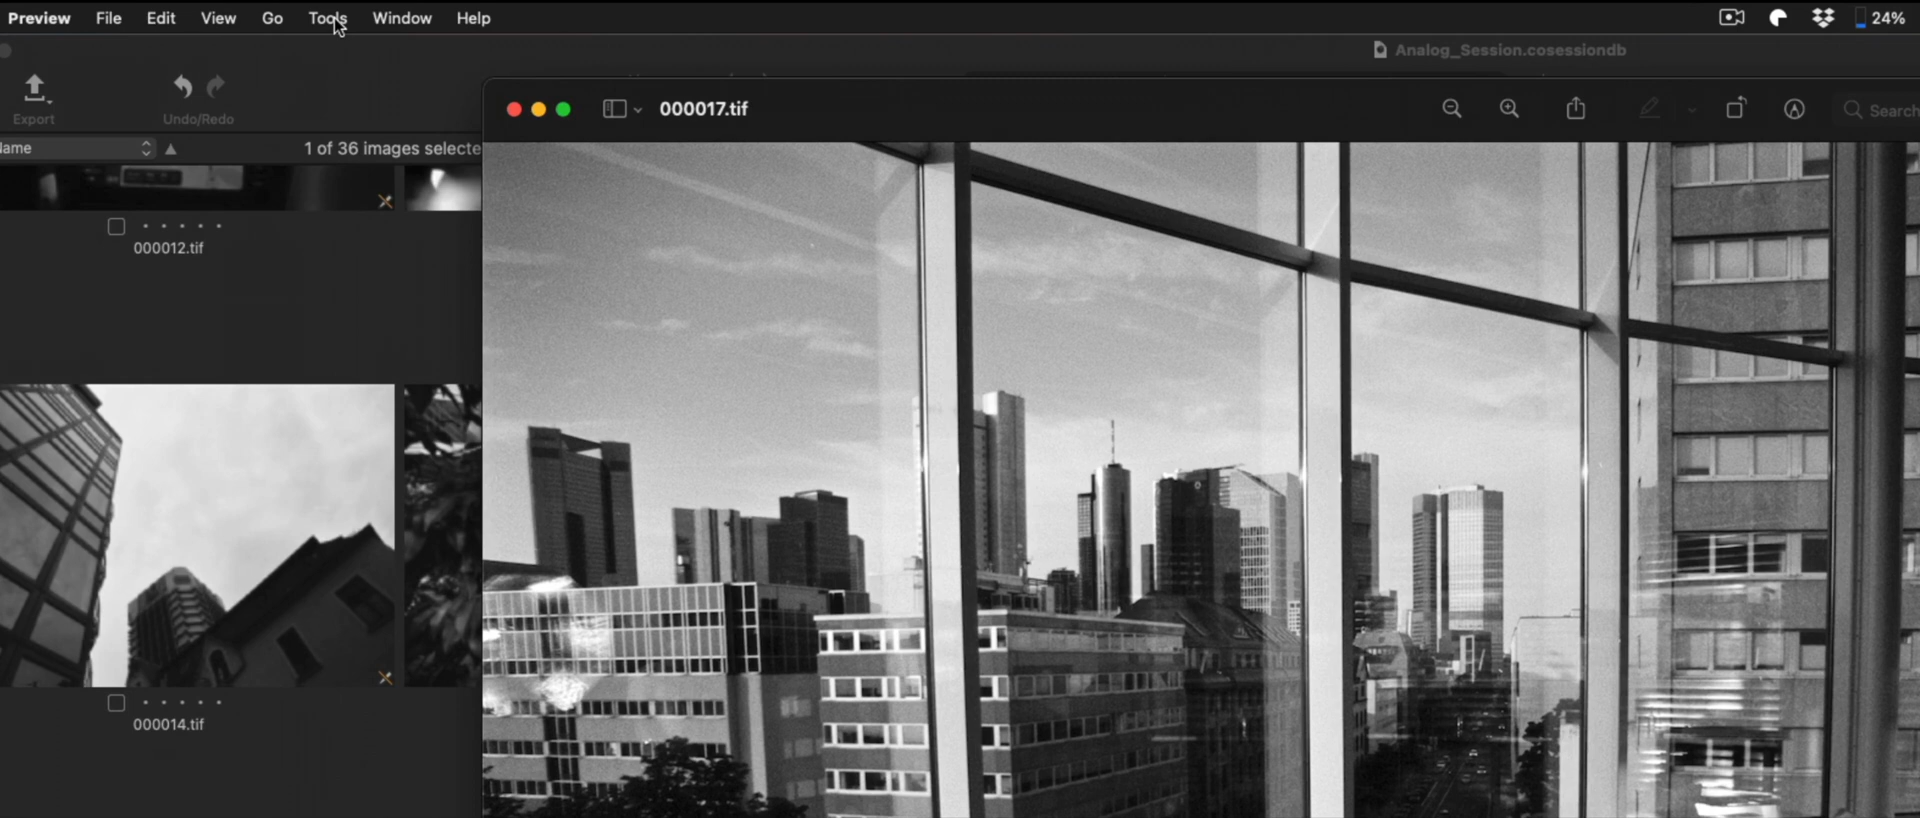 Preview File Edit View Go Tools Window Help 24%
Analog_Session.cosessiondb
Export Undo/Redo
000017.tif
Search
1 of 36 images selecte
000012.tif
000014.tif